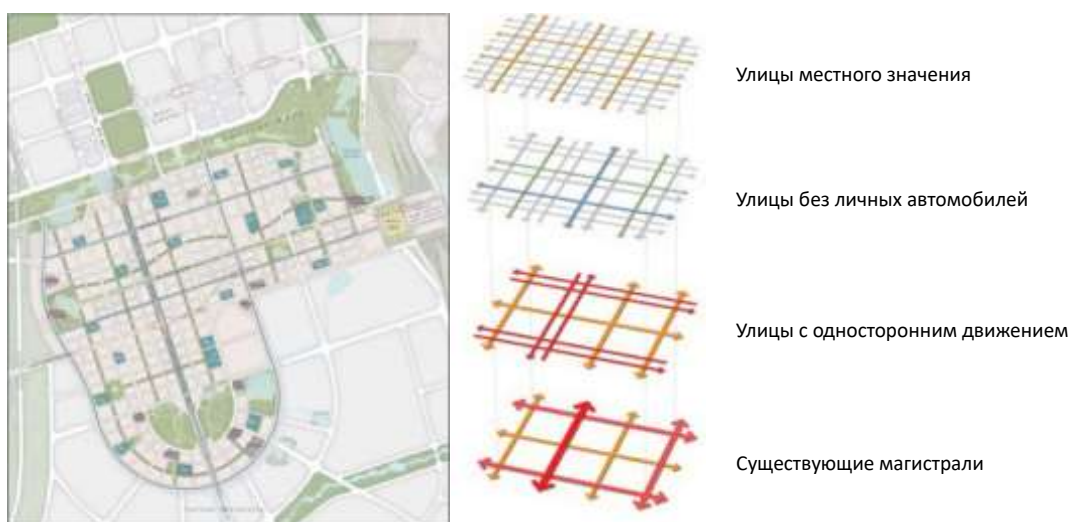 Улицы местного значения
Улицы без личных автомобилей
Улицы с односторонним движением
Существующие магистрали